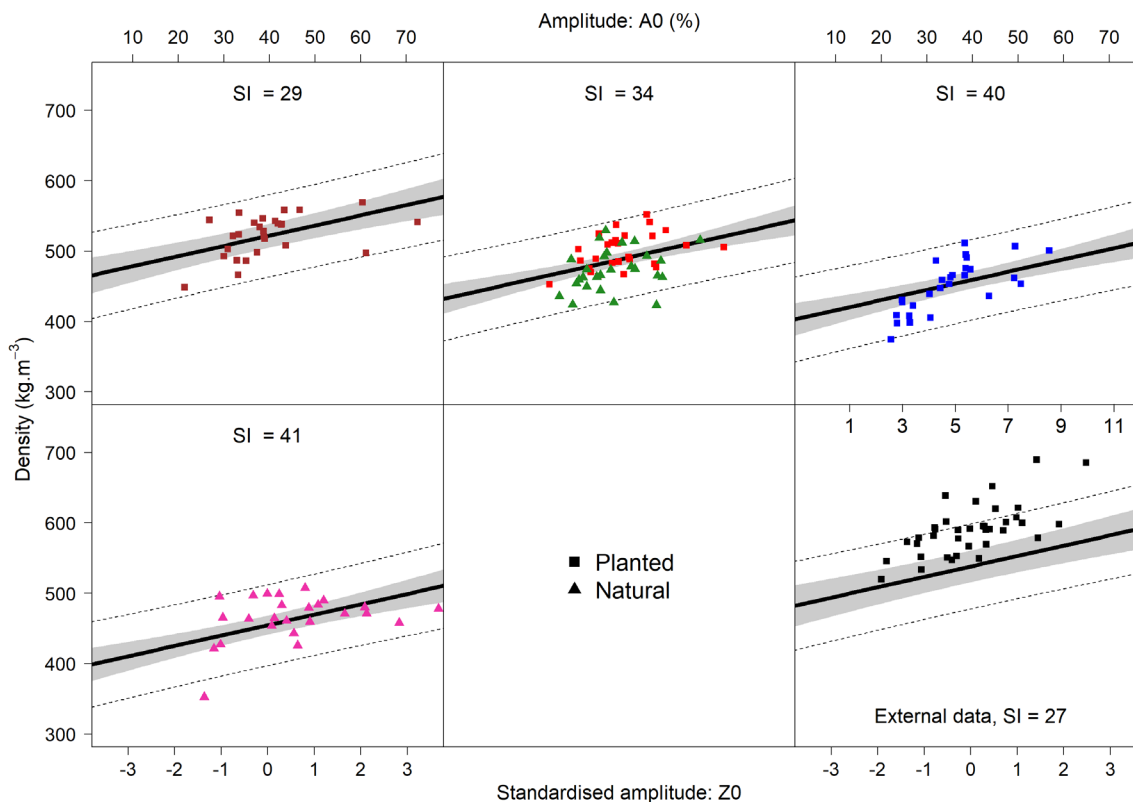 Amplitude: A0 (%)
10 20 30 40 50 60 70 10 20 30 40 50 60 70
SI = 29
SI = 34
SI = 40
700
600
500
400
300
Density (kg.m⁻³)
SI = 41
1 3 5 7 9 11
700
600
500
400
300
Planted
Natural
External data, SI = 27
-3 -2 -1 0 1 2 3 -3 -2 -1 0 1 2 3
Standardised amplitude: Z0